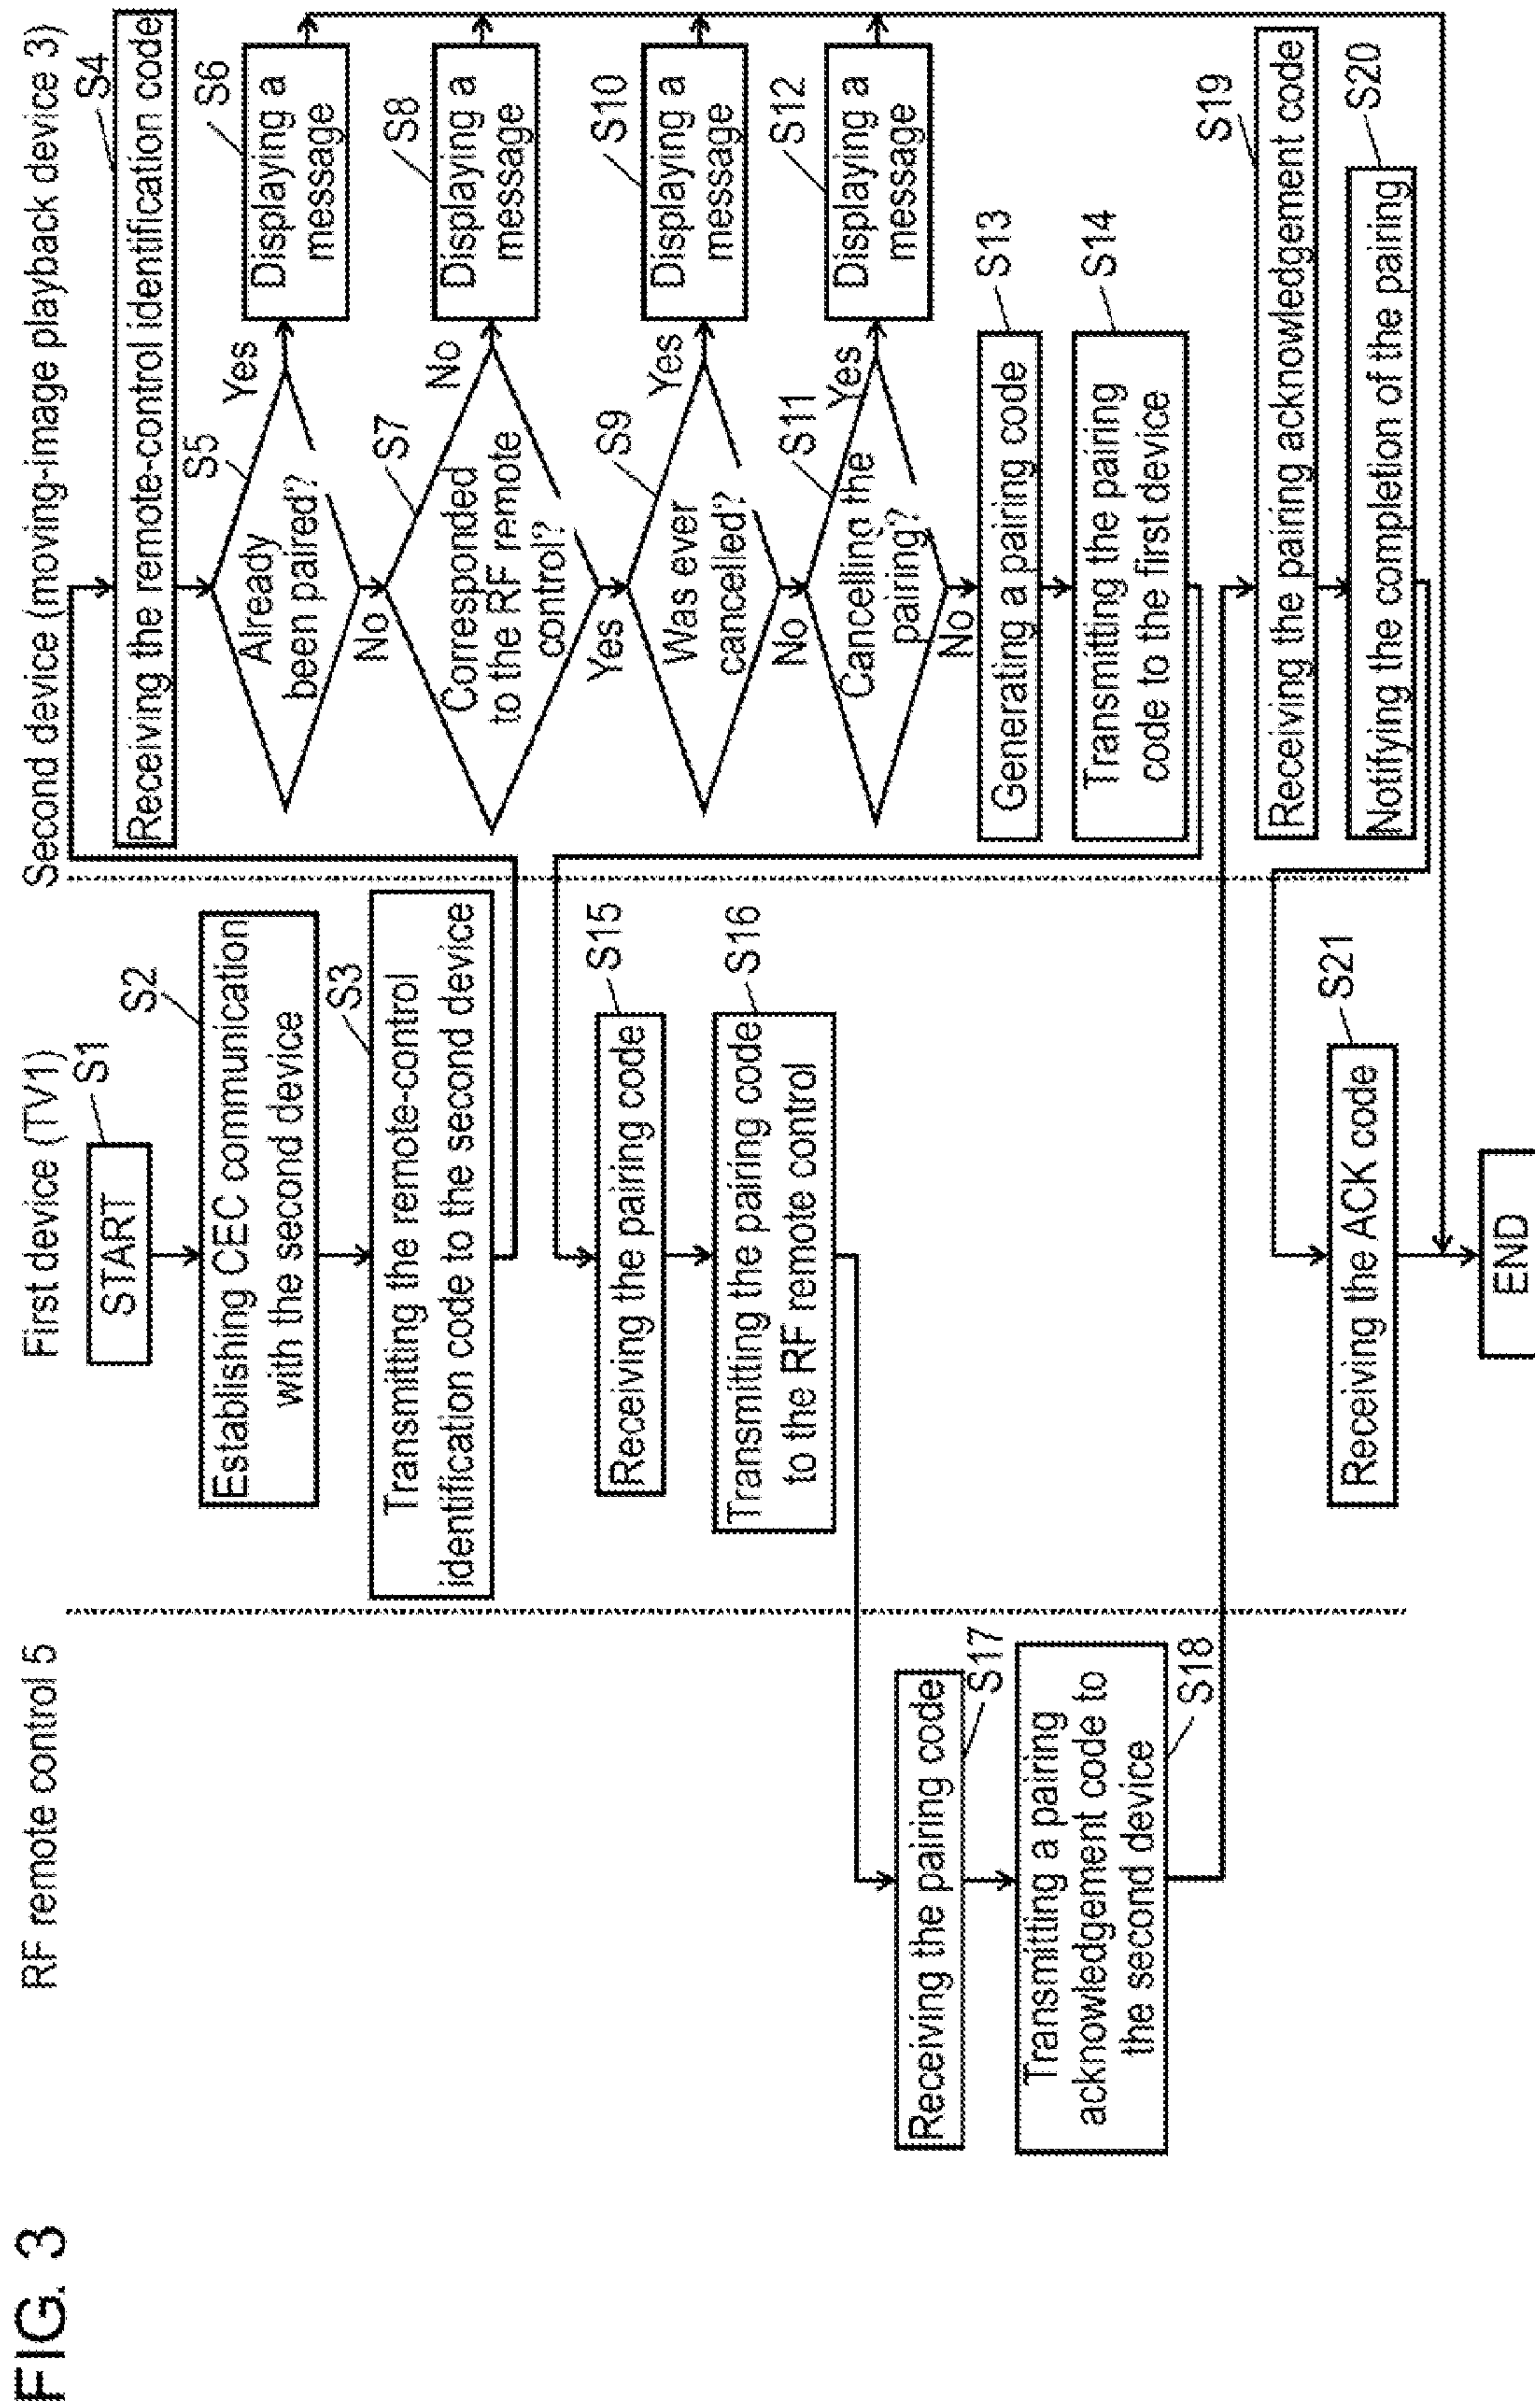 FIG. 3
RF remote control 5
First device (TV1)
Second device (moving-image playback device 3)
START
S1
Establishing CEC communication
with the second device
S2
Transmitting the remote-control
identification code to the second device
S3
Receiving the remote-control identification code
S4
Already
been paired?
S5
Yes
No
Displaying a
message
S6
Corresponded
to the RF remote
control?
S7
No
Yes
Displaying a
message
S8
Was ever
cancelled?
S9
Yes
No
Displaying a
message
S10
Cancelling the
pairing?
S11
Yes
No
Displaying a
message
S12
Generating a pairing code
S13
Transmitting the pairing
code to the first device
S14
Receiving the pairing code
S15
Transmitting the pairing code
to the RF remote control
S16
Receiving the pairing code
S17
Transmitting a pairing
acknowledgement code to
the second device
S18
Receiving the pairing acknowledgement code
S19
Notifying the completion of the pairing
S20
Receiving the ACK code
S21
END